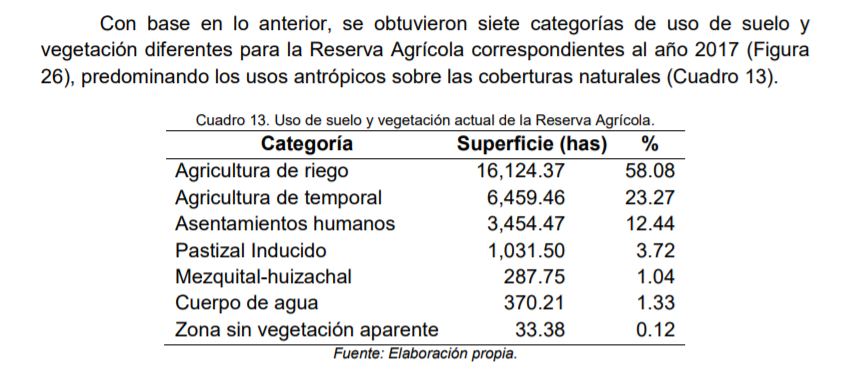 Con base en lo anterior, se obtuvieron siete categorías de uso de suelo y
vegetación diferentes para la Reserva Agrícola correspondientes al año 2017 (Figura
26), predominando los usos antrópicos sobre las coberturas naturales (Cuadro 13).
Cuadro 13. Uso de suelo y vegetación actual de la Reserva Agrícola.
Categoría Superficie (has) %
Agricultura de riego 16,124.37 58.08
Agricultura de temporal 6,459.46 23.27
Asentamientos humanos 3,454.47 12.44
Pastizal Inducido 1,031.50 3.72
Mezquital-huizachal 287.75 1.04
Cuerpo de agua 370.21 1.33
Zona sin vegetación aparente 33.38 0.12
Fuente: Elaboración propia.